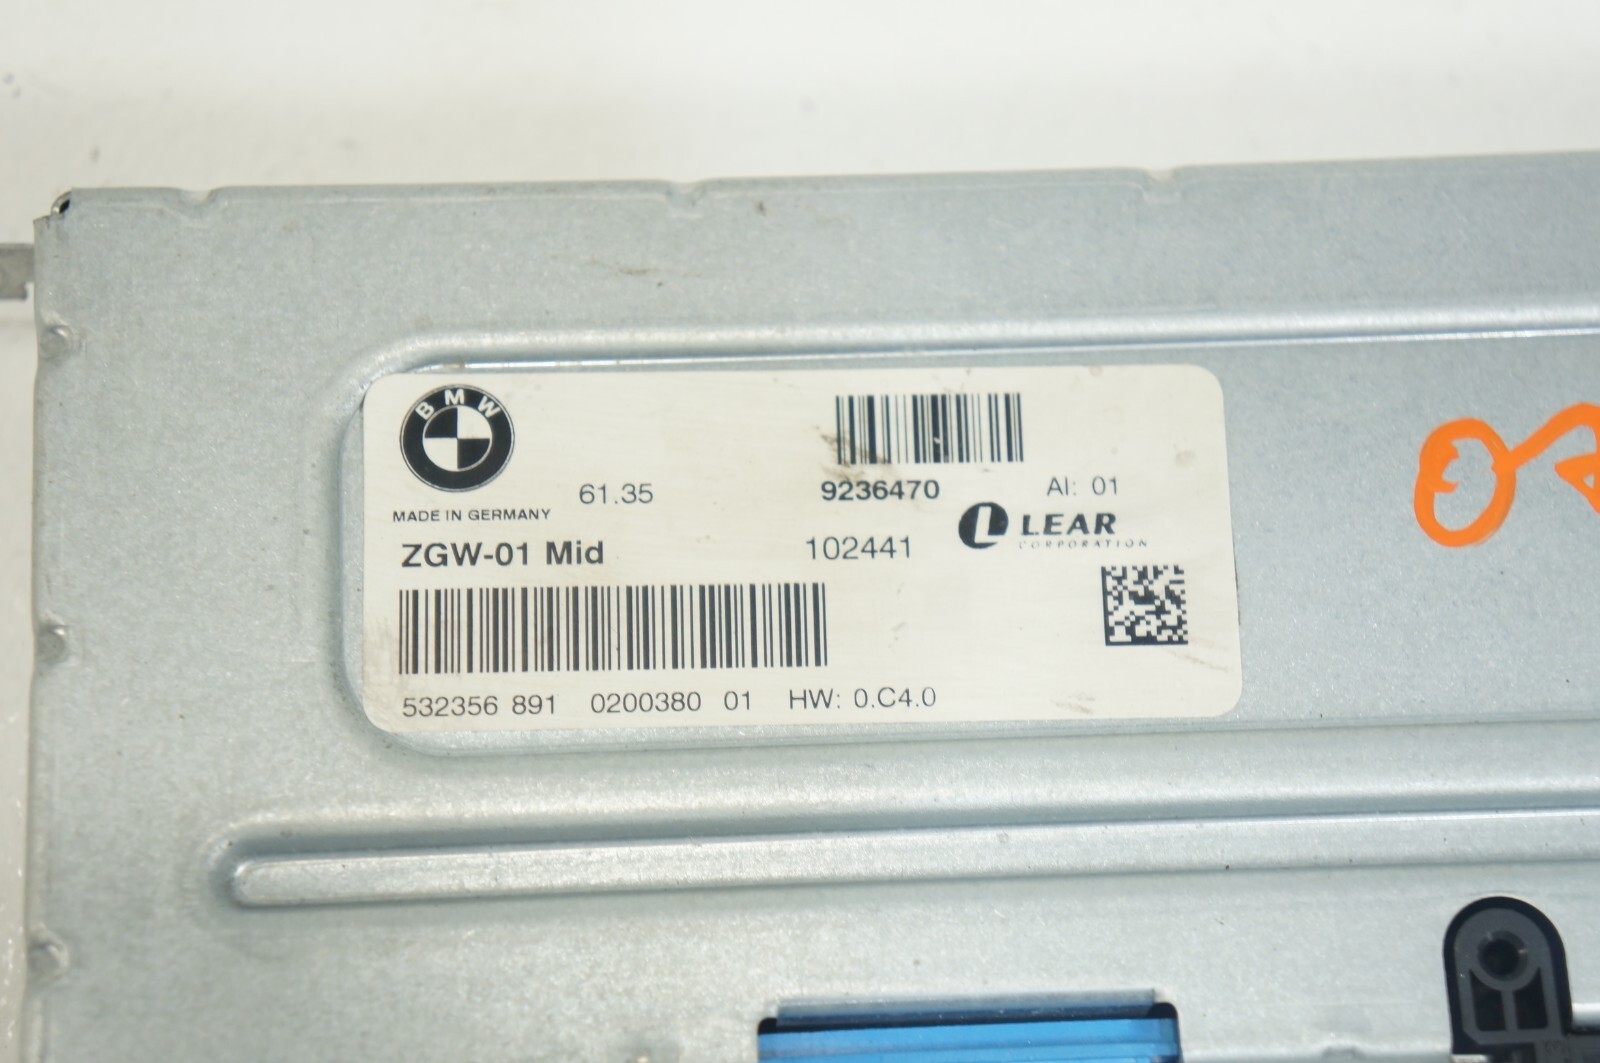 BMW
61.35
9236470
AI: 01
MADE IN GERMANY
LEAR
CORPORATION
ZGW-01 Mid
102441
532356 891 0200380 01 HW: 0.C4.0